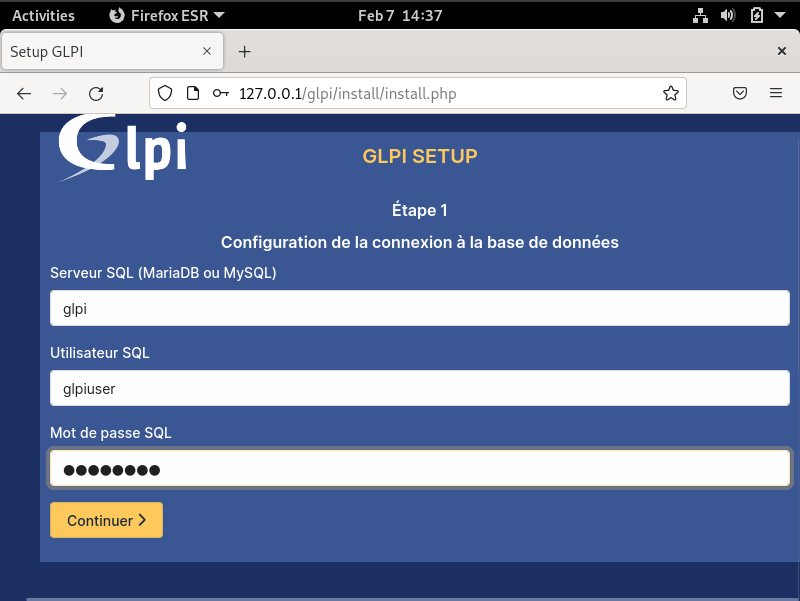 Activities Firefox ESR Feb 7 14:37
Setup GLPI
127.0.0.1/glpi/install/install.php
Glpi
GLPI SETUP
Étape 1
Configuration de la connexion à la base de données
Serveur SQL (MariaDB ou MySQL)
glpi
Utilisateur SQL
glpiuser
Mot de passe SQL
●●●●●●●●
Continuer